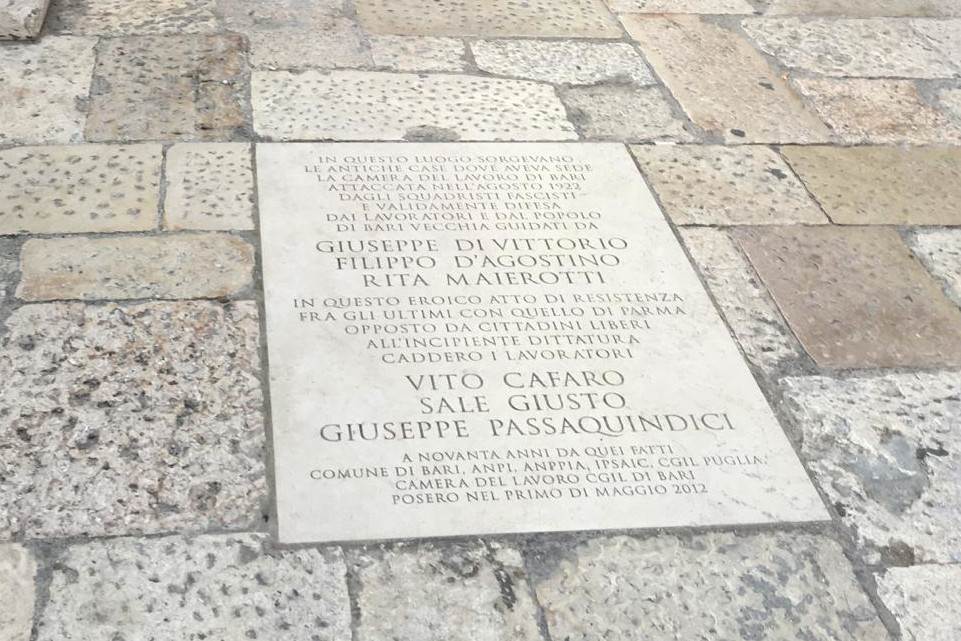 IN QUESTO LUOGO SORGEVANO
LE ANTICHE CASE DOVE AVEVA SEDE
LA CAMERA DEL LAVORO DI BARI
ATTACCATA NELL'AGOSTO 1922
DAGLI SQUADRISTI FASCISTI
E VALIDAMENTE DIFESA
DAI LAVORATORI E DAL POPOLO
DI BARI VECCHIA GUIDATI DA
GIUSEPPE DI VITTORIO
FILIPPO D'AGOSTINO
RITA MAIEROTTI
IN QUESTO EROICO ATTO DI RESISTENZA
FRA GLI ULTIMI CON QUELLO DI PARMA
OPPOSTO DA CITTADINI LIBERI
ALL'INCIPIENTE DITTATURA
CADDERO I LAVORATORI
VITO CAFARO
SALE GIUSTO
GIUSEPPE PASSAQUINDICI
A NOVANTA ANNI DA QUEI FATTI
COMUNE DI BARI, ANPI, ANPPIA, IPSAIC, CGIL PUGLIA,
CAMERA DEL LAVORO CGIL DI BARI
POSERO NEL PRIMO DI MAGGIO 2012